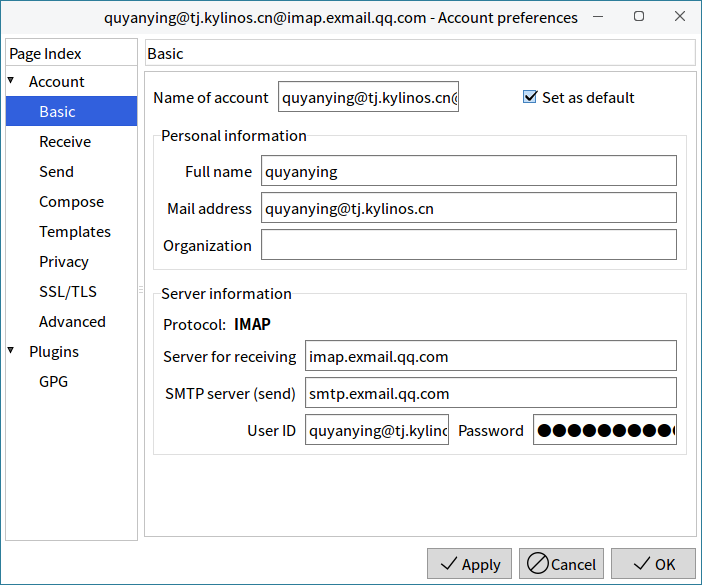 quyanying@tj.kylinos.cn@imap.exmail.qq.com - Account preferences
Page Index
Account
Basic
Receive
Send
Compose
Templates
Privacy
SSL/TLS
Advanced
Plugins
GPG
Basic
Name of account quyanying@tj.kylinos.cn@ Set as default
Personal information
Full name quyanying
Mail address quyanying@tj.kylinos.cn
Organization
Server information
Protocol: IMAP
Server for receiving imap.exmail.qq.com
SMTP server (send) smtp.exmail.qq.com
User ID quyanying@tj.kylinc Password ●●●●●●●●●●
Apply Cancel OK